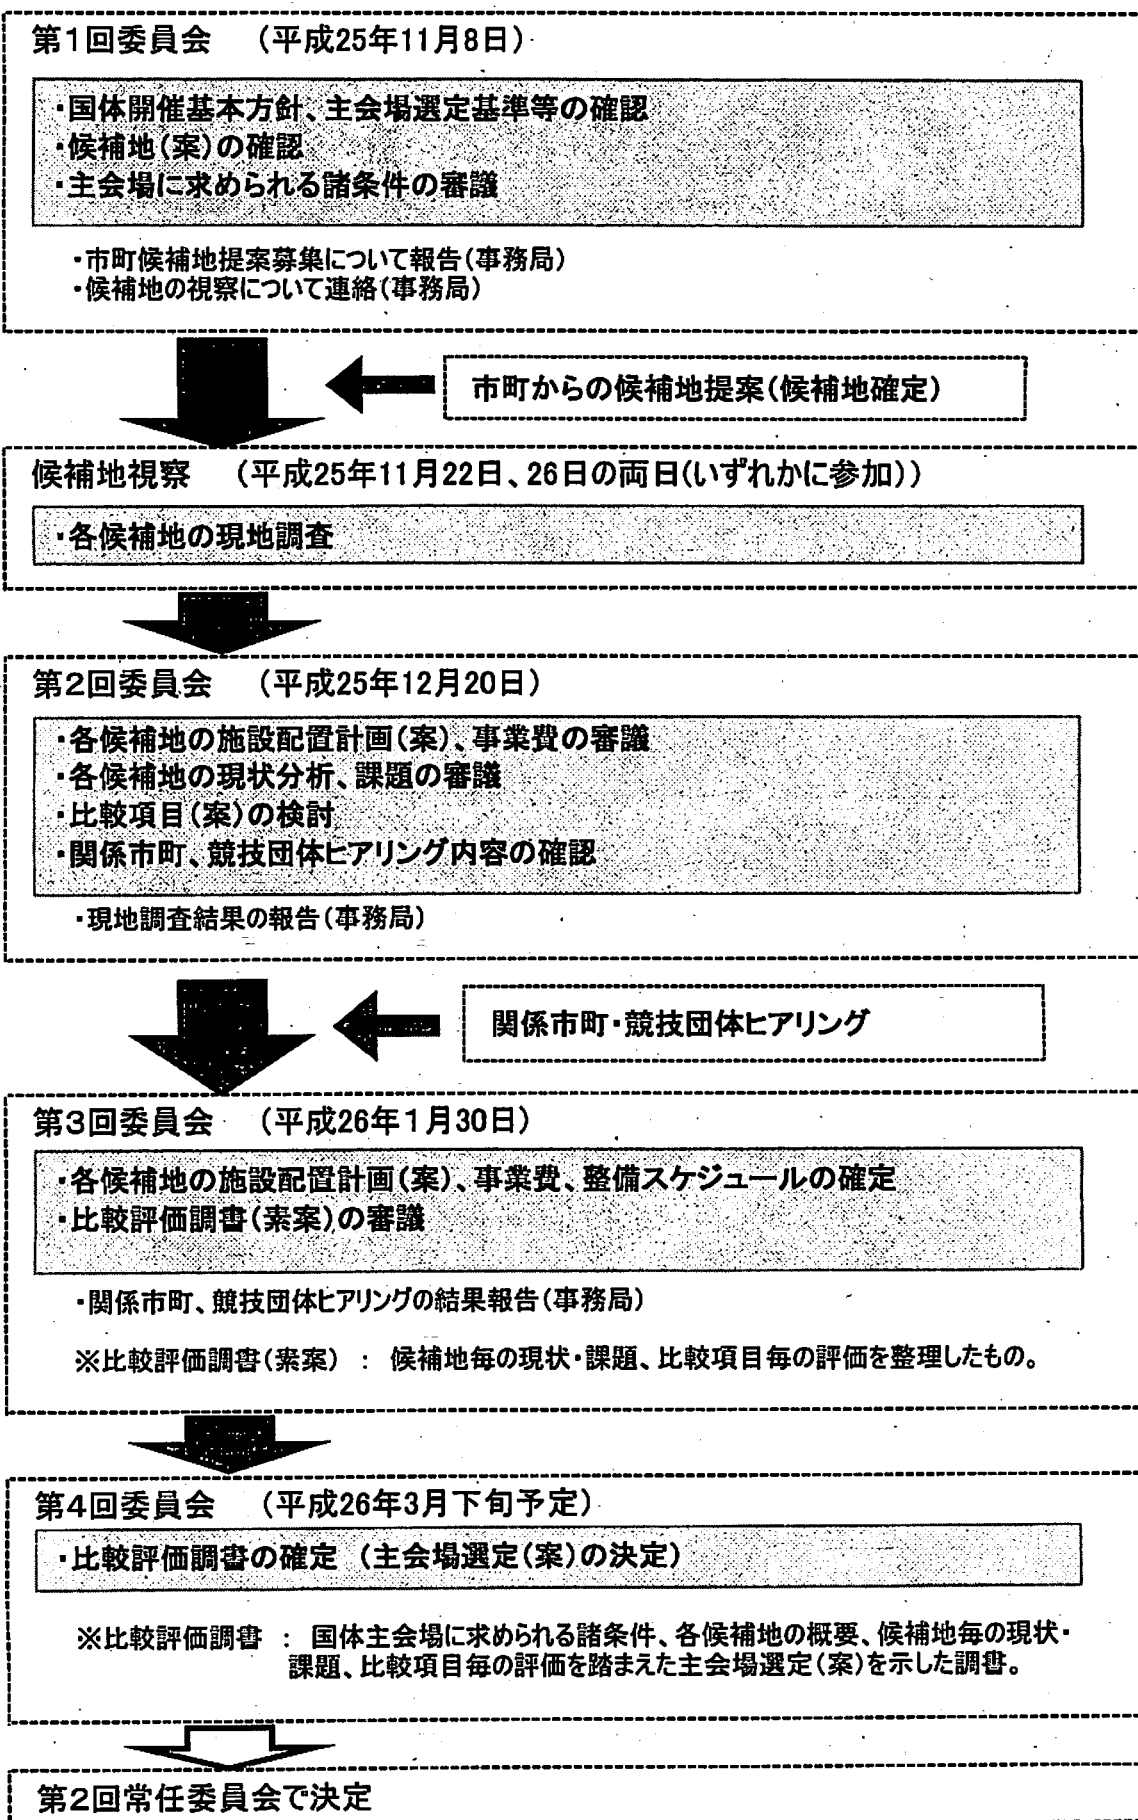 第1回委員会 (平成25年11月8日)
・国体開催基本方針、主会場選定基準等の確認
・候補地(案)の確認
・主会場に求められる諸条件の審議
・市町候補地提案募集について報告(事務局)
・候補地の視察について連絡(事務局)
市町からの候補地提案(候補地確定)
候補地視察 (平成25年11月22日、26日の両日(いずれかに参加))
・各候補地の現地調査
第2回委員会 (平成25年12月20日)
・各候補地の施設配置計画(案)、事業費の審議
・各候補地の現状分析、課題の審議
・比較項目(案)の検討
・関係市町、競技団体ヒアリング内容の確認
・現地調査結果の報告(事務局)
関係市町・競技団体ヒアリング
第3回委員会 (平成26年1月30日)
・各候補地の施設配置計画(案)、事業費、整備スケジュールの確定
・比較評価調書(素案)の審議
・関係市町、競技団体ヒアリングの結果報告(事務局)
※比較評価調書(素案) : 候補地毎の現状・課題、比較項目毎の評価を整理したもの。
第4回委員会 (平成26年3月下旬予定)
・比較評価調書の確定 (主会場選定(案)の決定)
※比較評価調書 : 国体主会場に求められる諸条件、各候補地の概要、候補地毎の現状・
課題、比較項目毎の評価を踏まえた主会場選定(案)を示した調書。
第2回常任委員会で決定